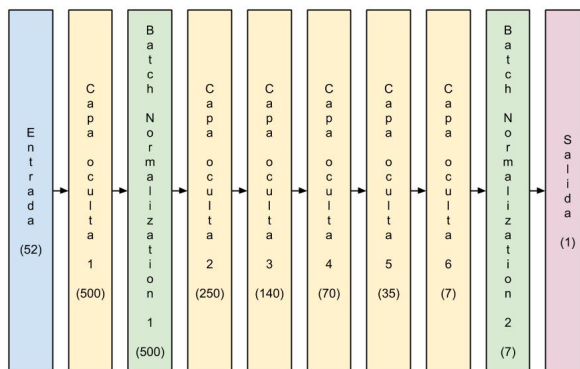 Entrada (52)
Capa oculta 1 (500)
Batch Normalization 1 (500)
Capa oculta 2 (250)
Capa oculta 3 (140)
Capa oculta 4 (70)
Capa oculta 5 (35)
Capa oculta 6 (7)
Batch Normalization 2 (7)
Salida (1)